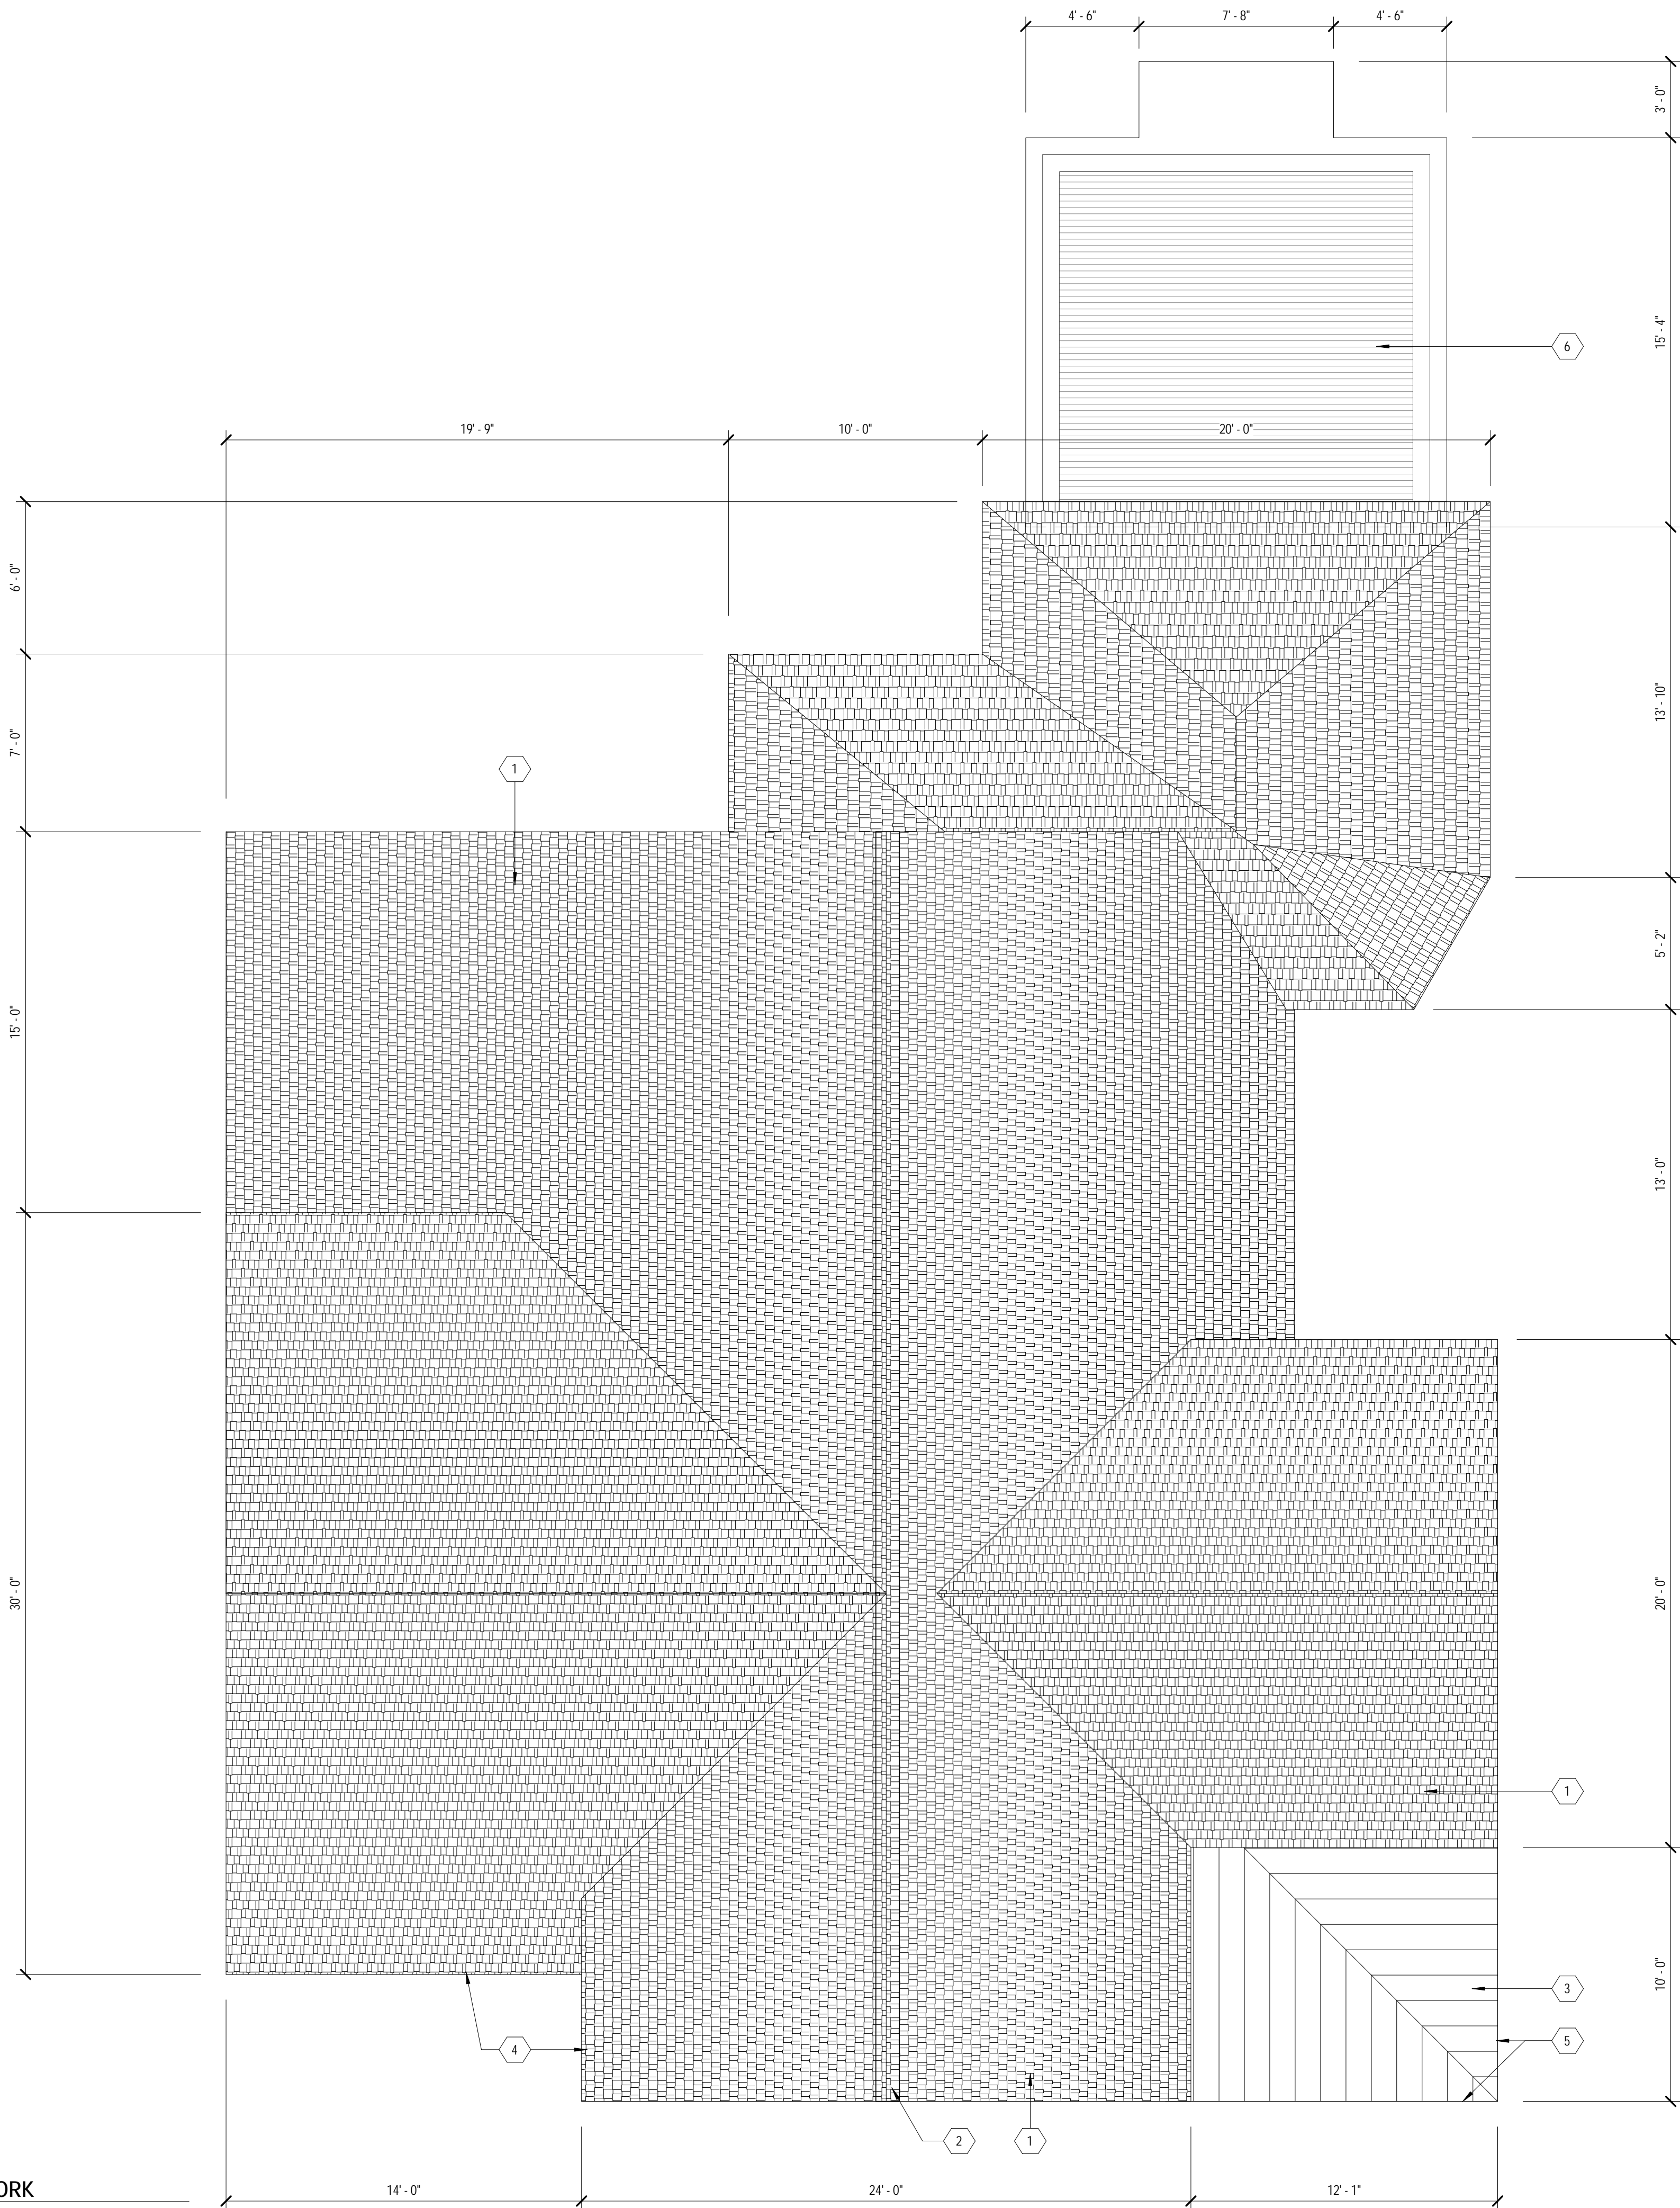 4' - 6" 7' - 8" 4' - 6"
3' - 0"
15' - 4"
6
19' - 9" 10' - 0" 20' - 0"
6' - 0"
13' - 10"
7' - 0"
1
5' - 2"
15' - 0"
13' - 0"
30' - 0"
20' - 0"
1
3
10' - 0"
5
4
2 1
ORK
14' - 0" 24' - 0" 12' - 1"